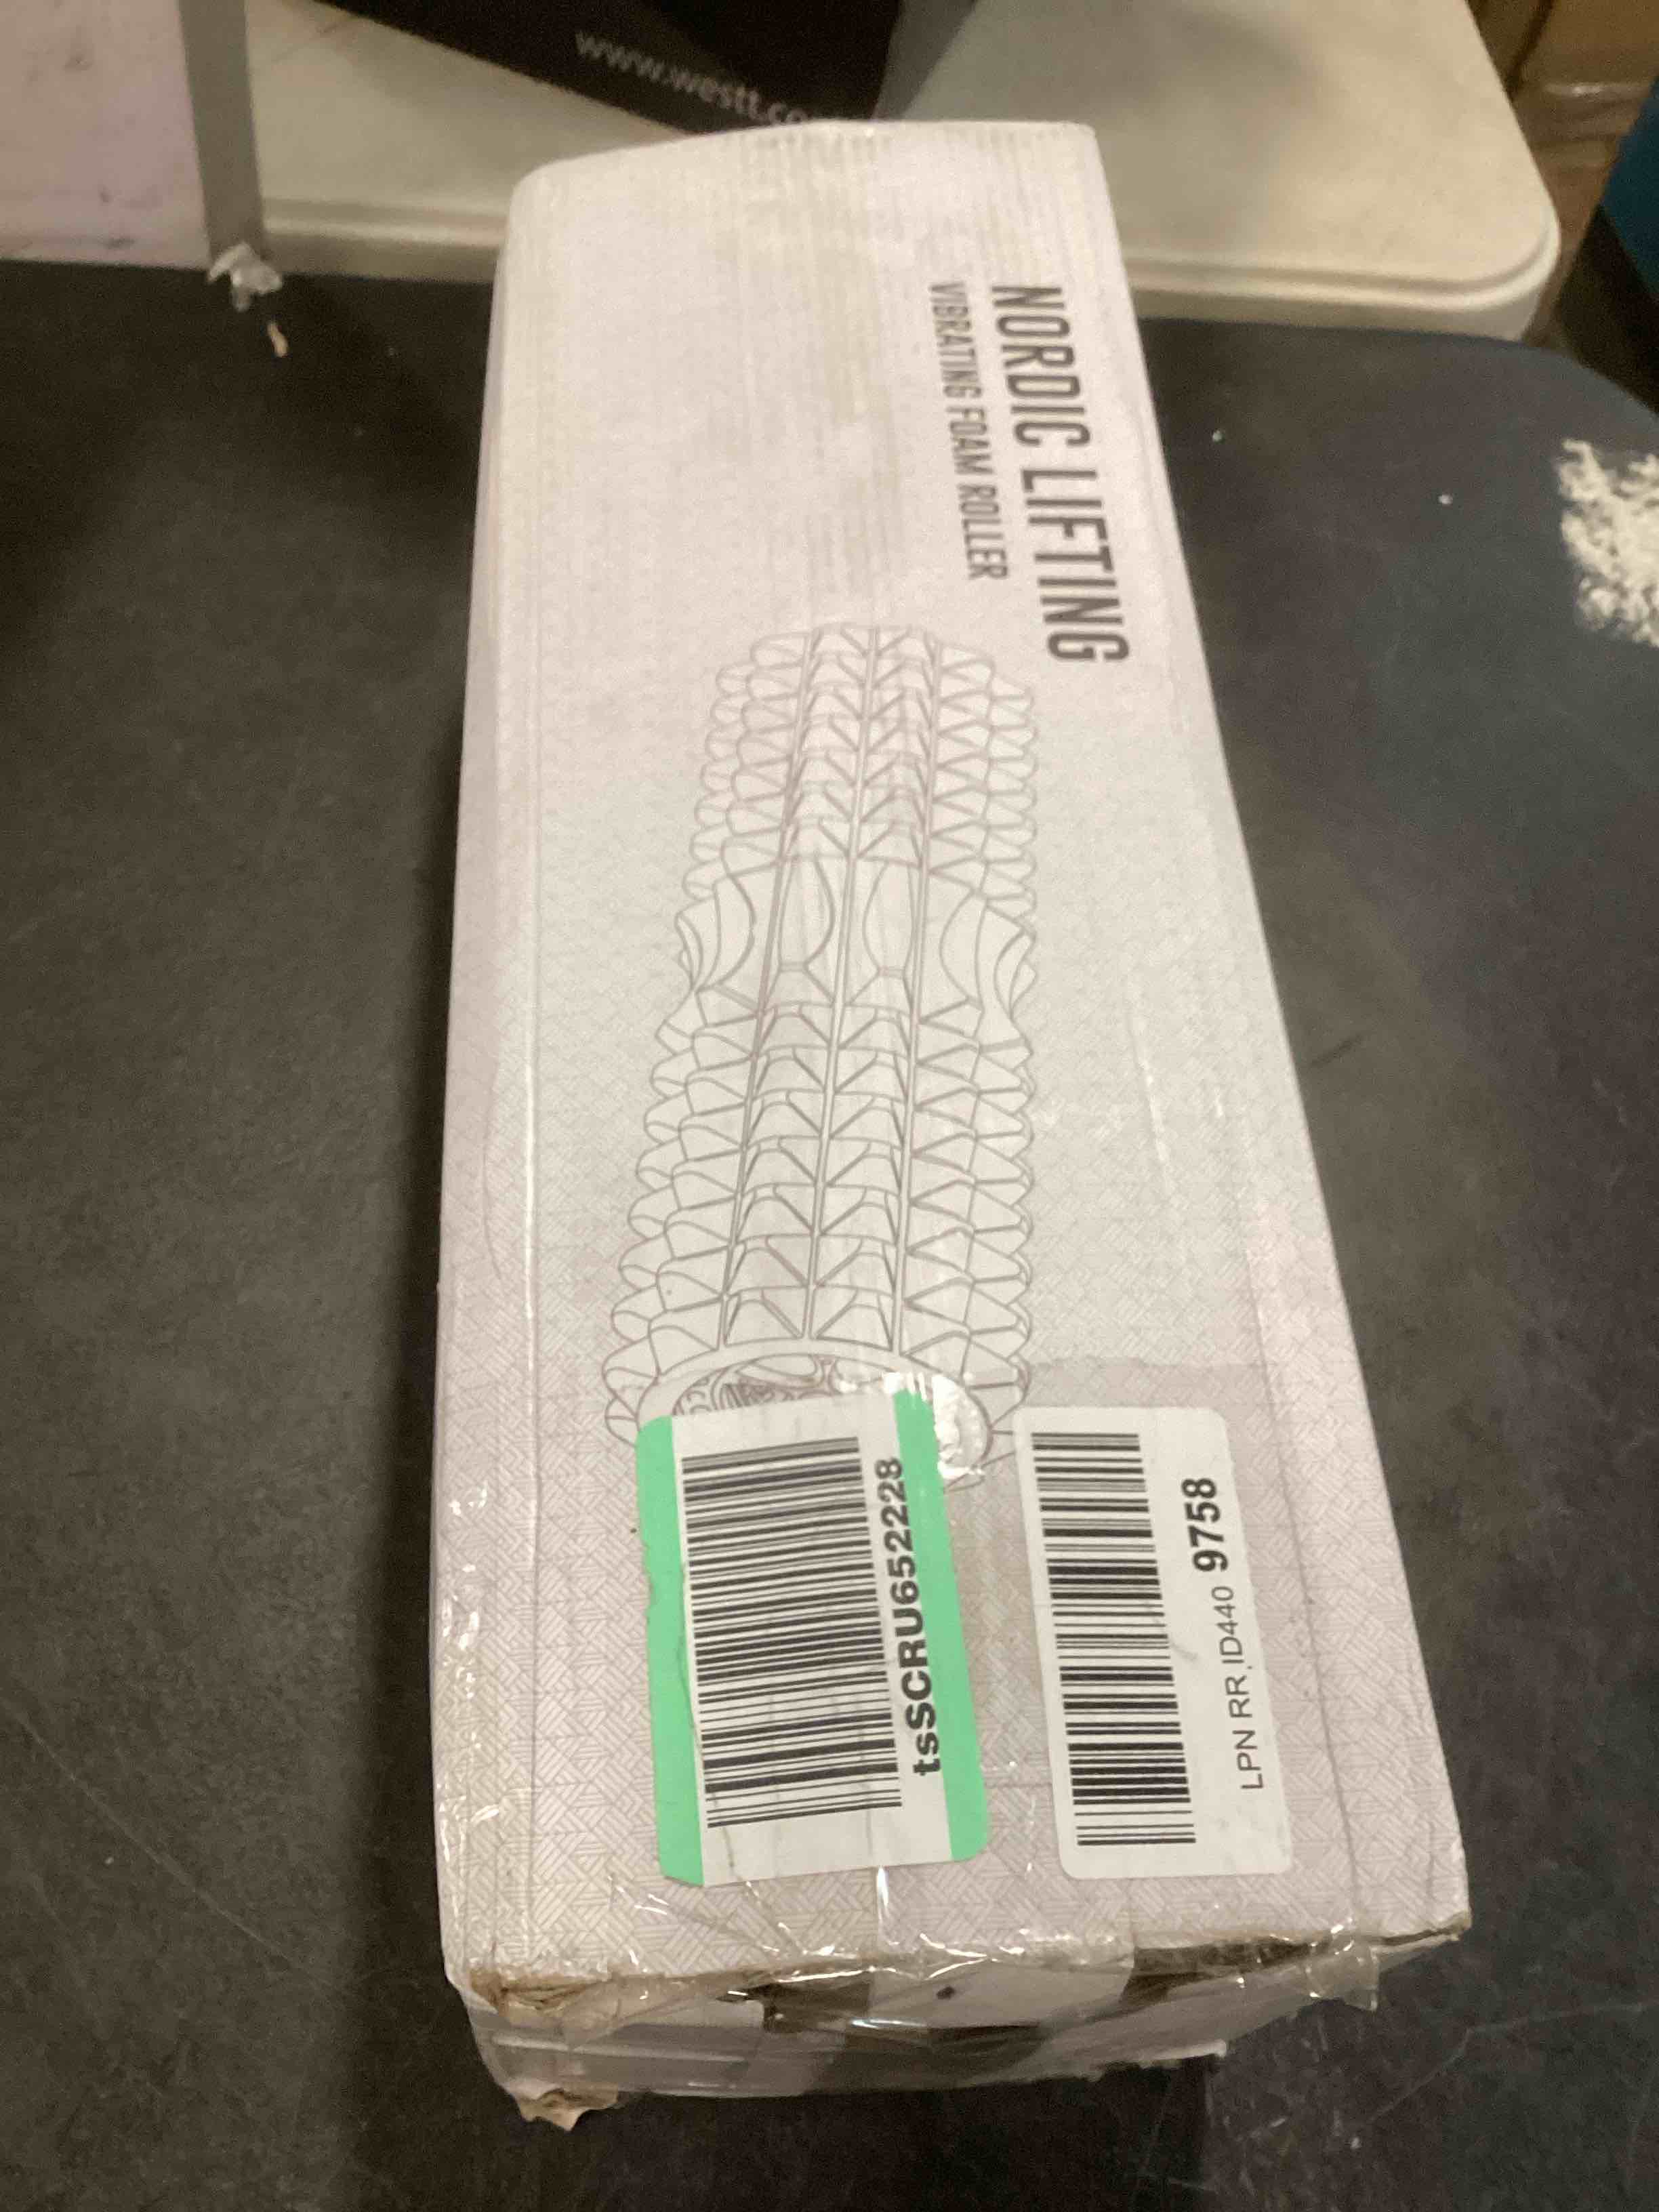 www.westt.co
NORDIC LIFTING
VIBRATING FOAM ROLLER
tsSCRU652228
LPN RR,ID440 9758